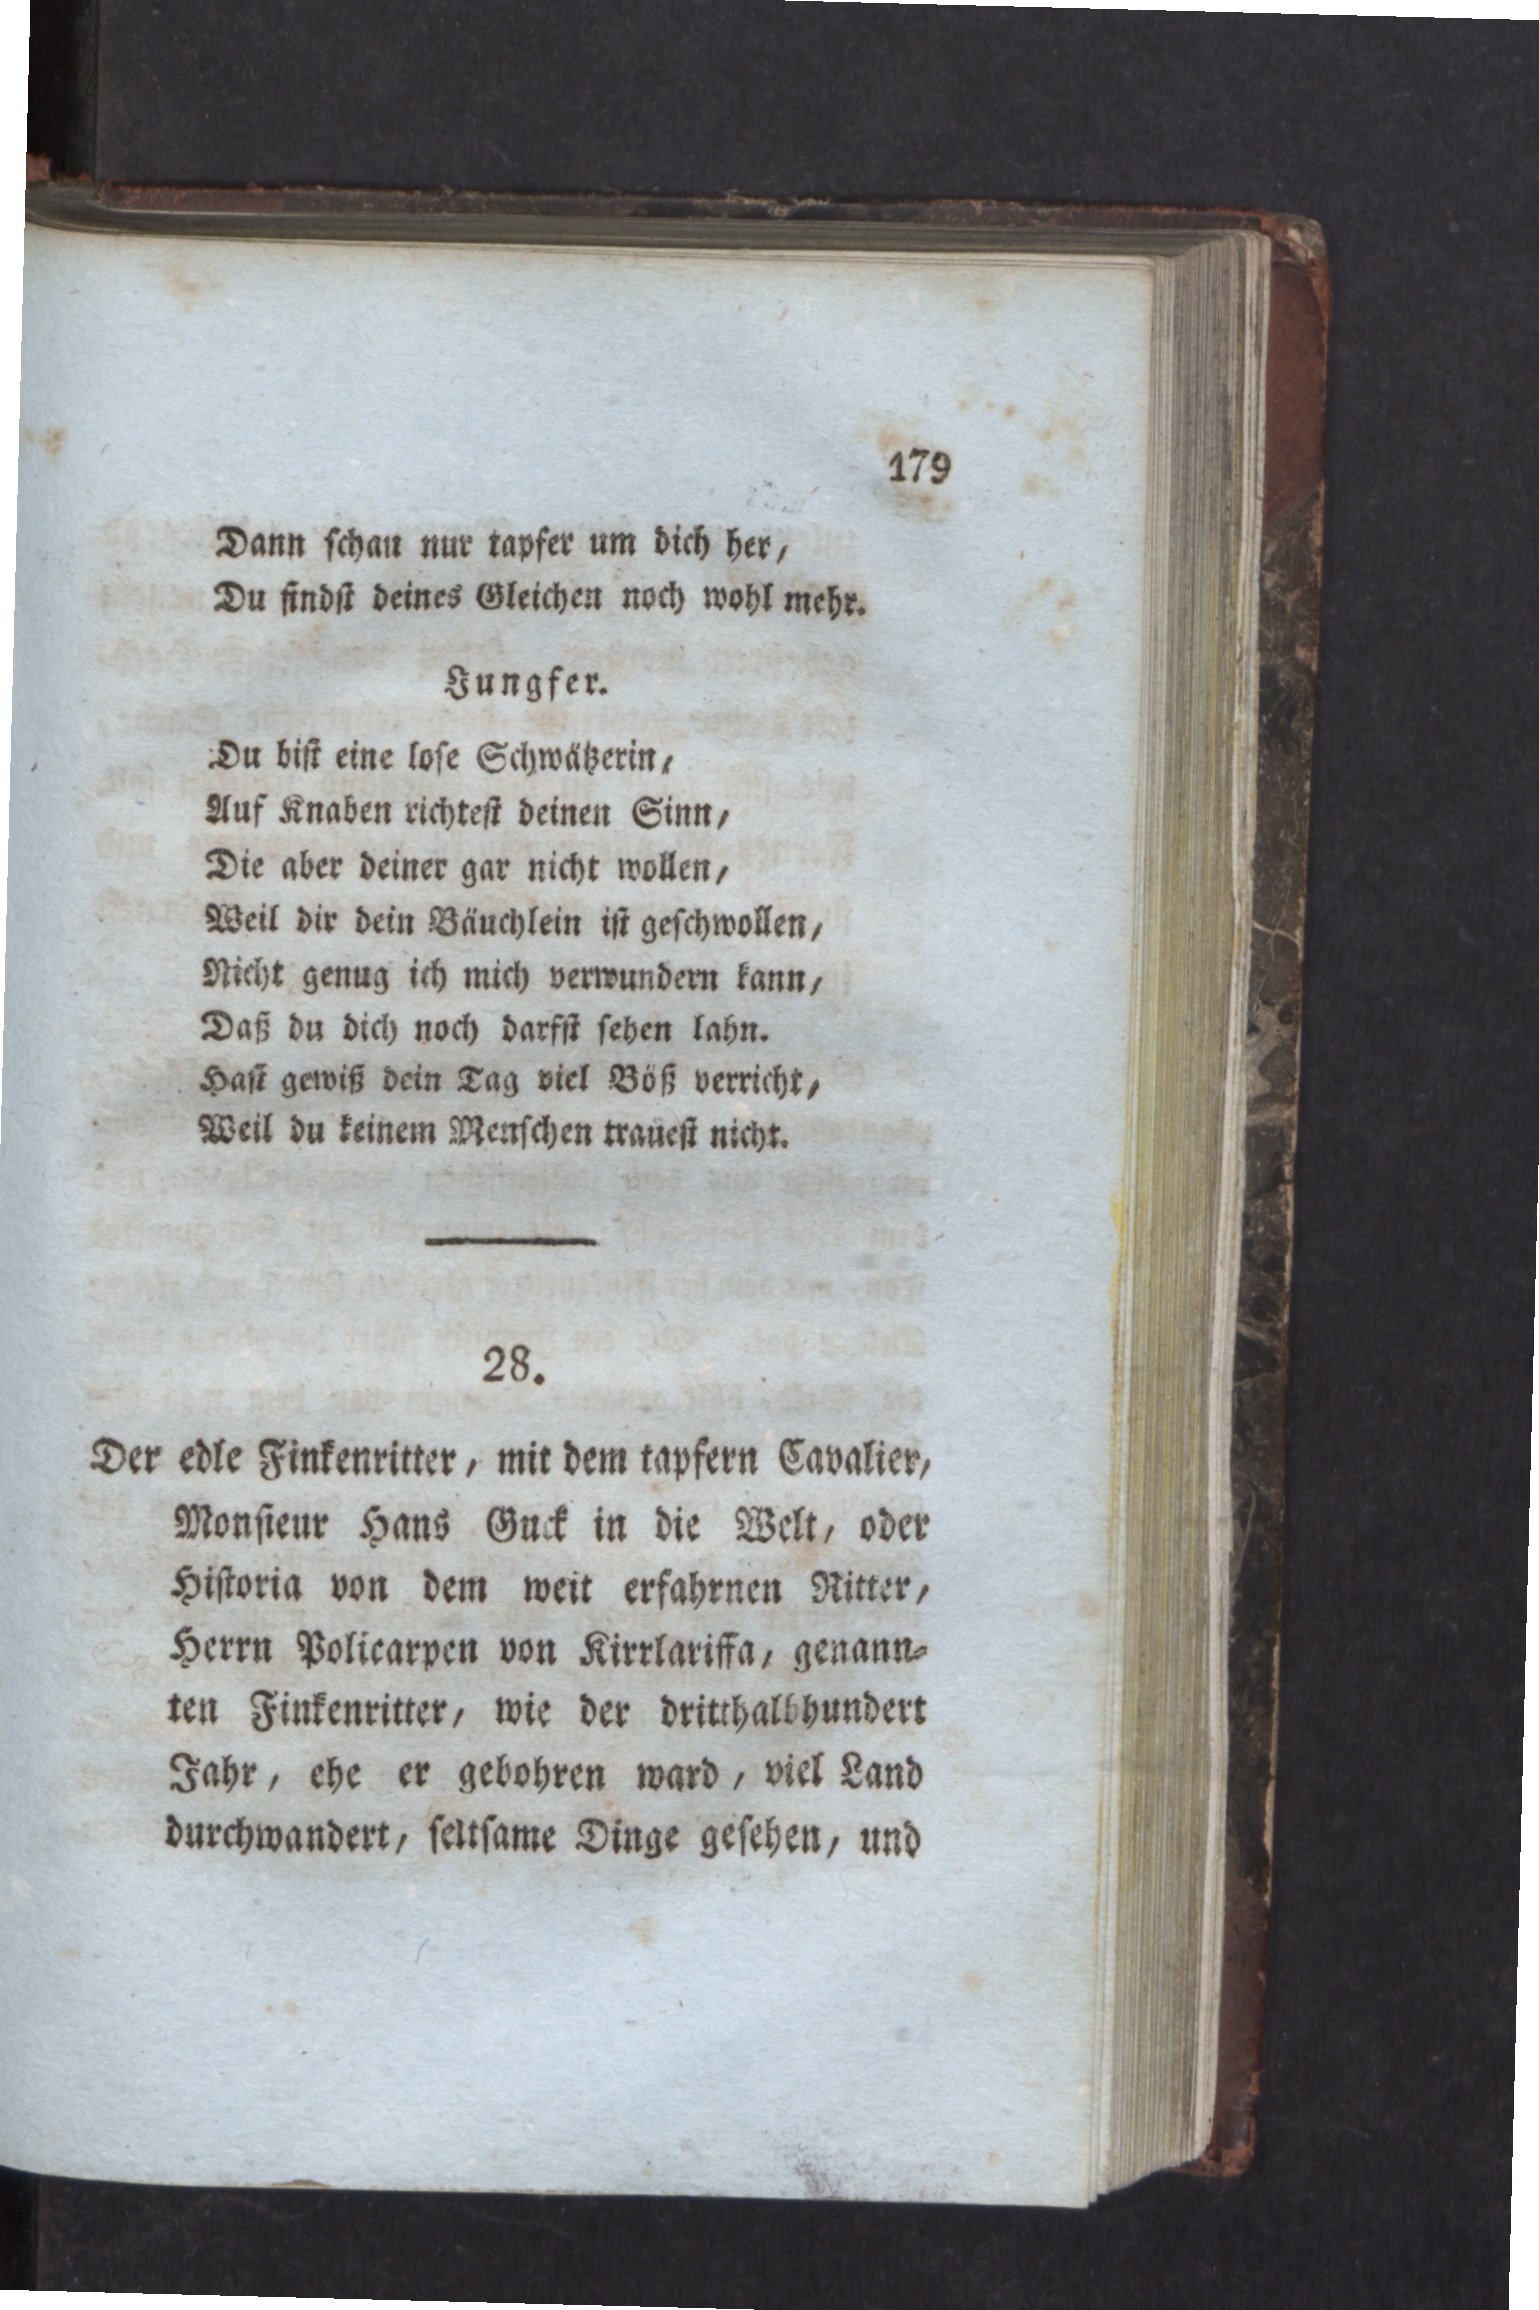 179
Dann ſchau nur tapfer um dich her,
Du findſt deines Gleichen noch wohl mehr.
Jungfer.
Du biſt eine loſe Schwätzerin,
Auf Knaben richteſt deinen Sinn,
Die aber deiner gar nicht wollen,
Weil dir dein Bäuchlein iſt geſchwollen,
Nicht genug ich mich verwundern kann,
Daß du dich noch darfſt ſehen lahn.
Haſt gewiß dein Tag viel Böß verricht,
Weil du keinem Menſchen traueſt nicht.
28.
Der edle Finkenritter, mit dem tapfern Cavalier,
Monſieur Hans Guck in die Welt, oder
Hiſtoria von dem weit erfahrnen Ritter,
Herrn Policarpen von Kirrlariffa, genann-
ten Finkenritter, wie der dritthalbhundert
Jahr, ehe er gebohren ward, viel Land
durchwandert, ſeltſame Dinge geſehen, und